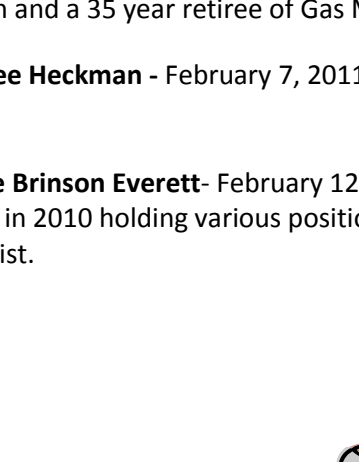 and a 35 year retiree of Gas
ee Heckman - February 7, 2011
Brinson Everett- February 12
in 2010 holding various
ist.